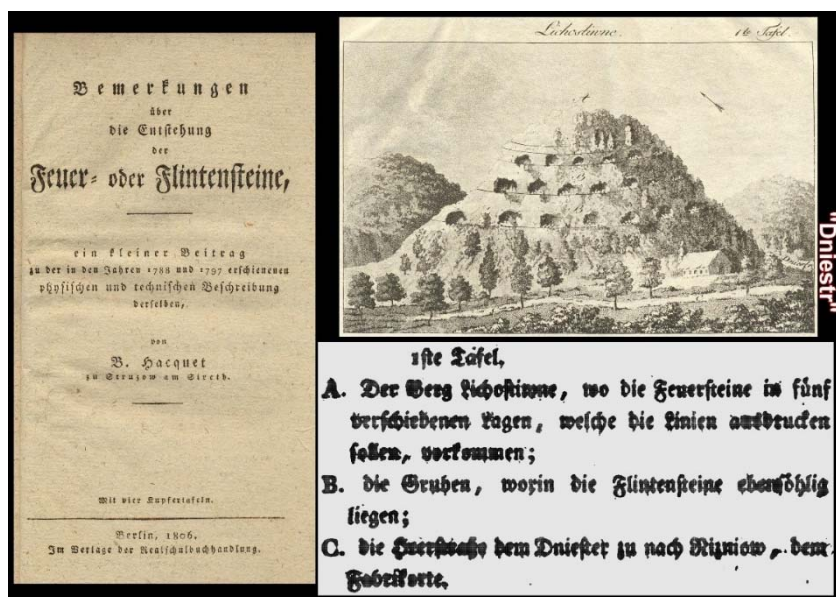 Bemerkungen
über
die Entstehung
der
Feuer- oder Flintensteine,
ein kleiner Beitrag
zu der in den Jahren 1788 und 1797 erschienenen
physischen und technischen Beschreibung
derselben,
von
B. Hacquet
zu Struzow am Sireth.
Mit vier Kupfertafeln.
Berlin, 1806.
Im Verlage der Realschulbuchhandlung.
Lichostinne. 1te Tafel.
"Dniestr"
1ste Tafel.
A. Der Berg Lichostinne, wo die Feuersteine in fünf
verschiedenen Lagen, welche die Linien ausdrucken
sollen, vorkommen;
B. die Gruben, worin die Flintensteine ebensöhlig
liegen;
C. die dem Dniester zu nach Nizniow, dem
Fabrikorte.